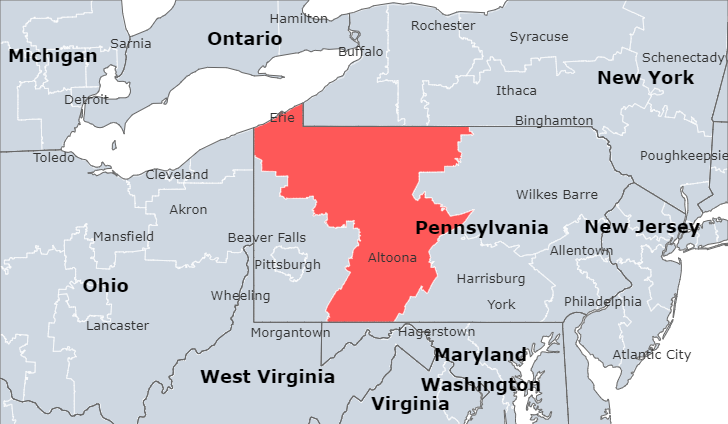 Hamilton
Rochester
Syracuse
Ontario
Sarnia
Buffalo
Michigan
Schenectady
New York
Detroit
Ithaca
Erie
Binghamton
Toledo
Poughkeepsie
Cleveland
Wilkes Barre
Akron
Pennsylvania
New Jersey
Mansfield
Beaver Falls
Allentown
Altoona
Pittsburgh
Harrisburg
Ohio
Wheeling
York
Philadelphia
Lancaster
Morgantown
Hagerstown
Maryland
Atlantic City
West Virginia
Washington
Virginia